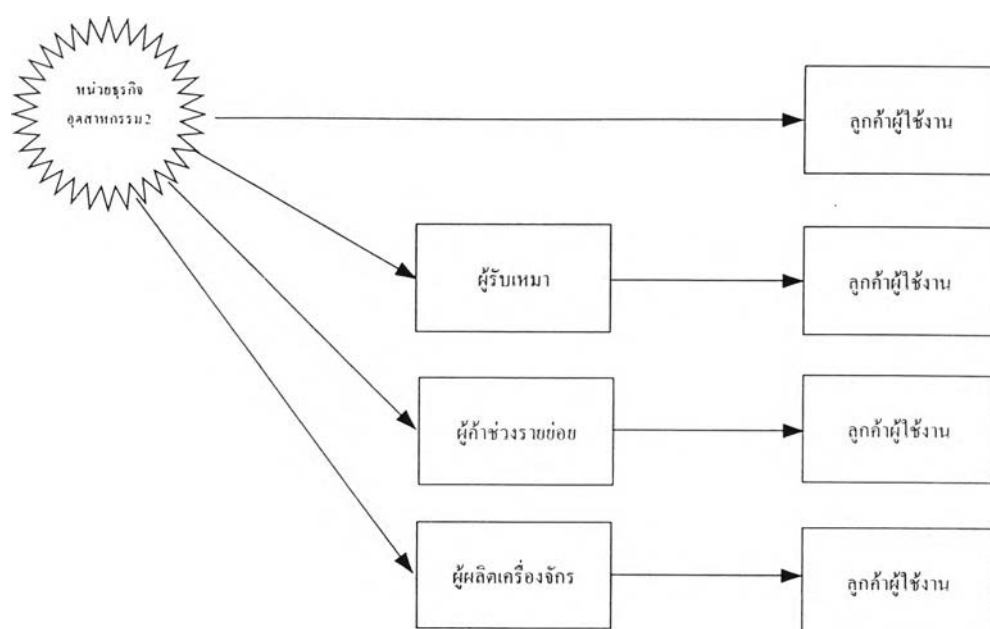 หน่วยธุรกิจ
อุตสาหกรรม2
ลูกค้าผู้ใช้งาน
ผู้รับเหมา
ลูกค้าผู้ใช้งาน
ผู้ค้าช่วงรายย่อย
ลูกค้าผู้ใช้งาน
ผู้ผลิตเครื่องจักร
ลูกค้าผู้ใช้งาน